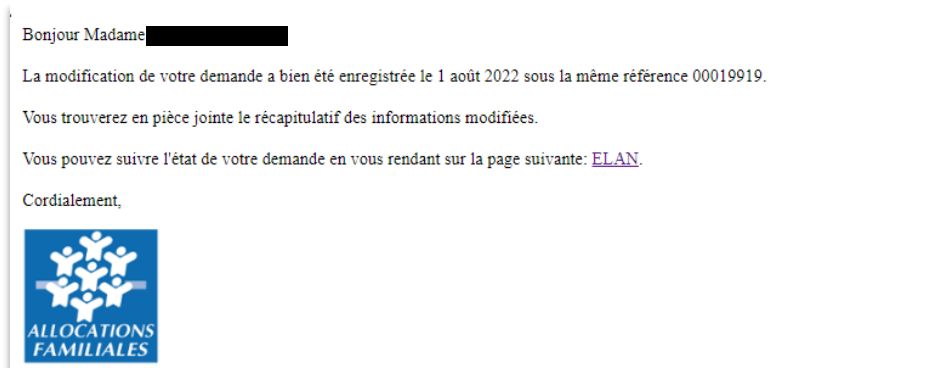 Bonjour Madame
La modification de votre demande a bien été enregistrée le 1 août 2022 sous la même référence 00019919.
Vous trouverez en pièce jointe le récapitulatif des informations modifiées.
Vous pouvez suivre l'état de votre demande en vous rendant sur la page suivante: ELAN.
Cordialement,
ALLOCATIONS
FAMILIALES